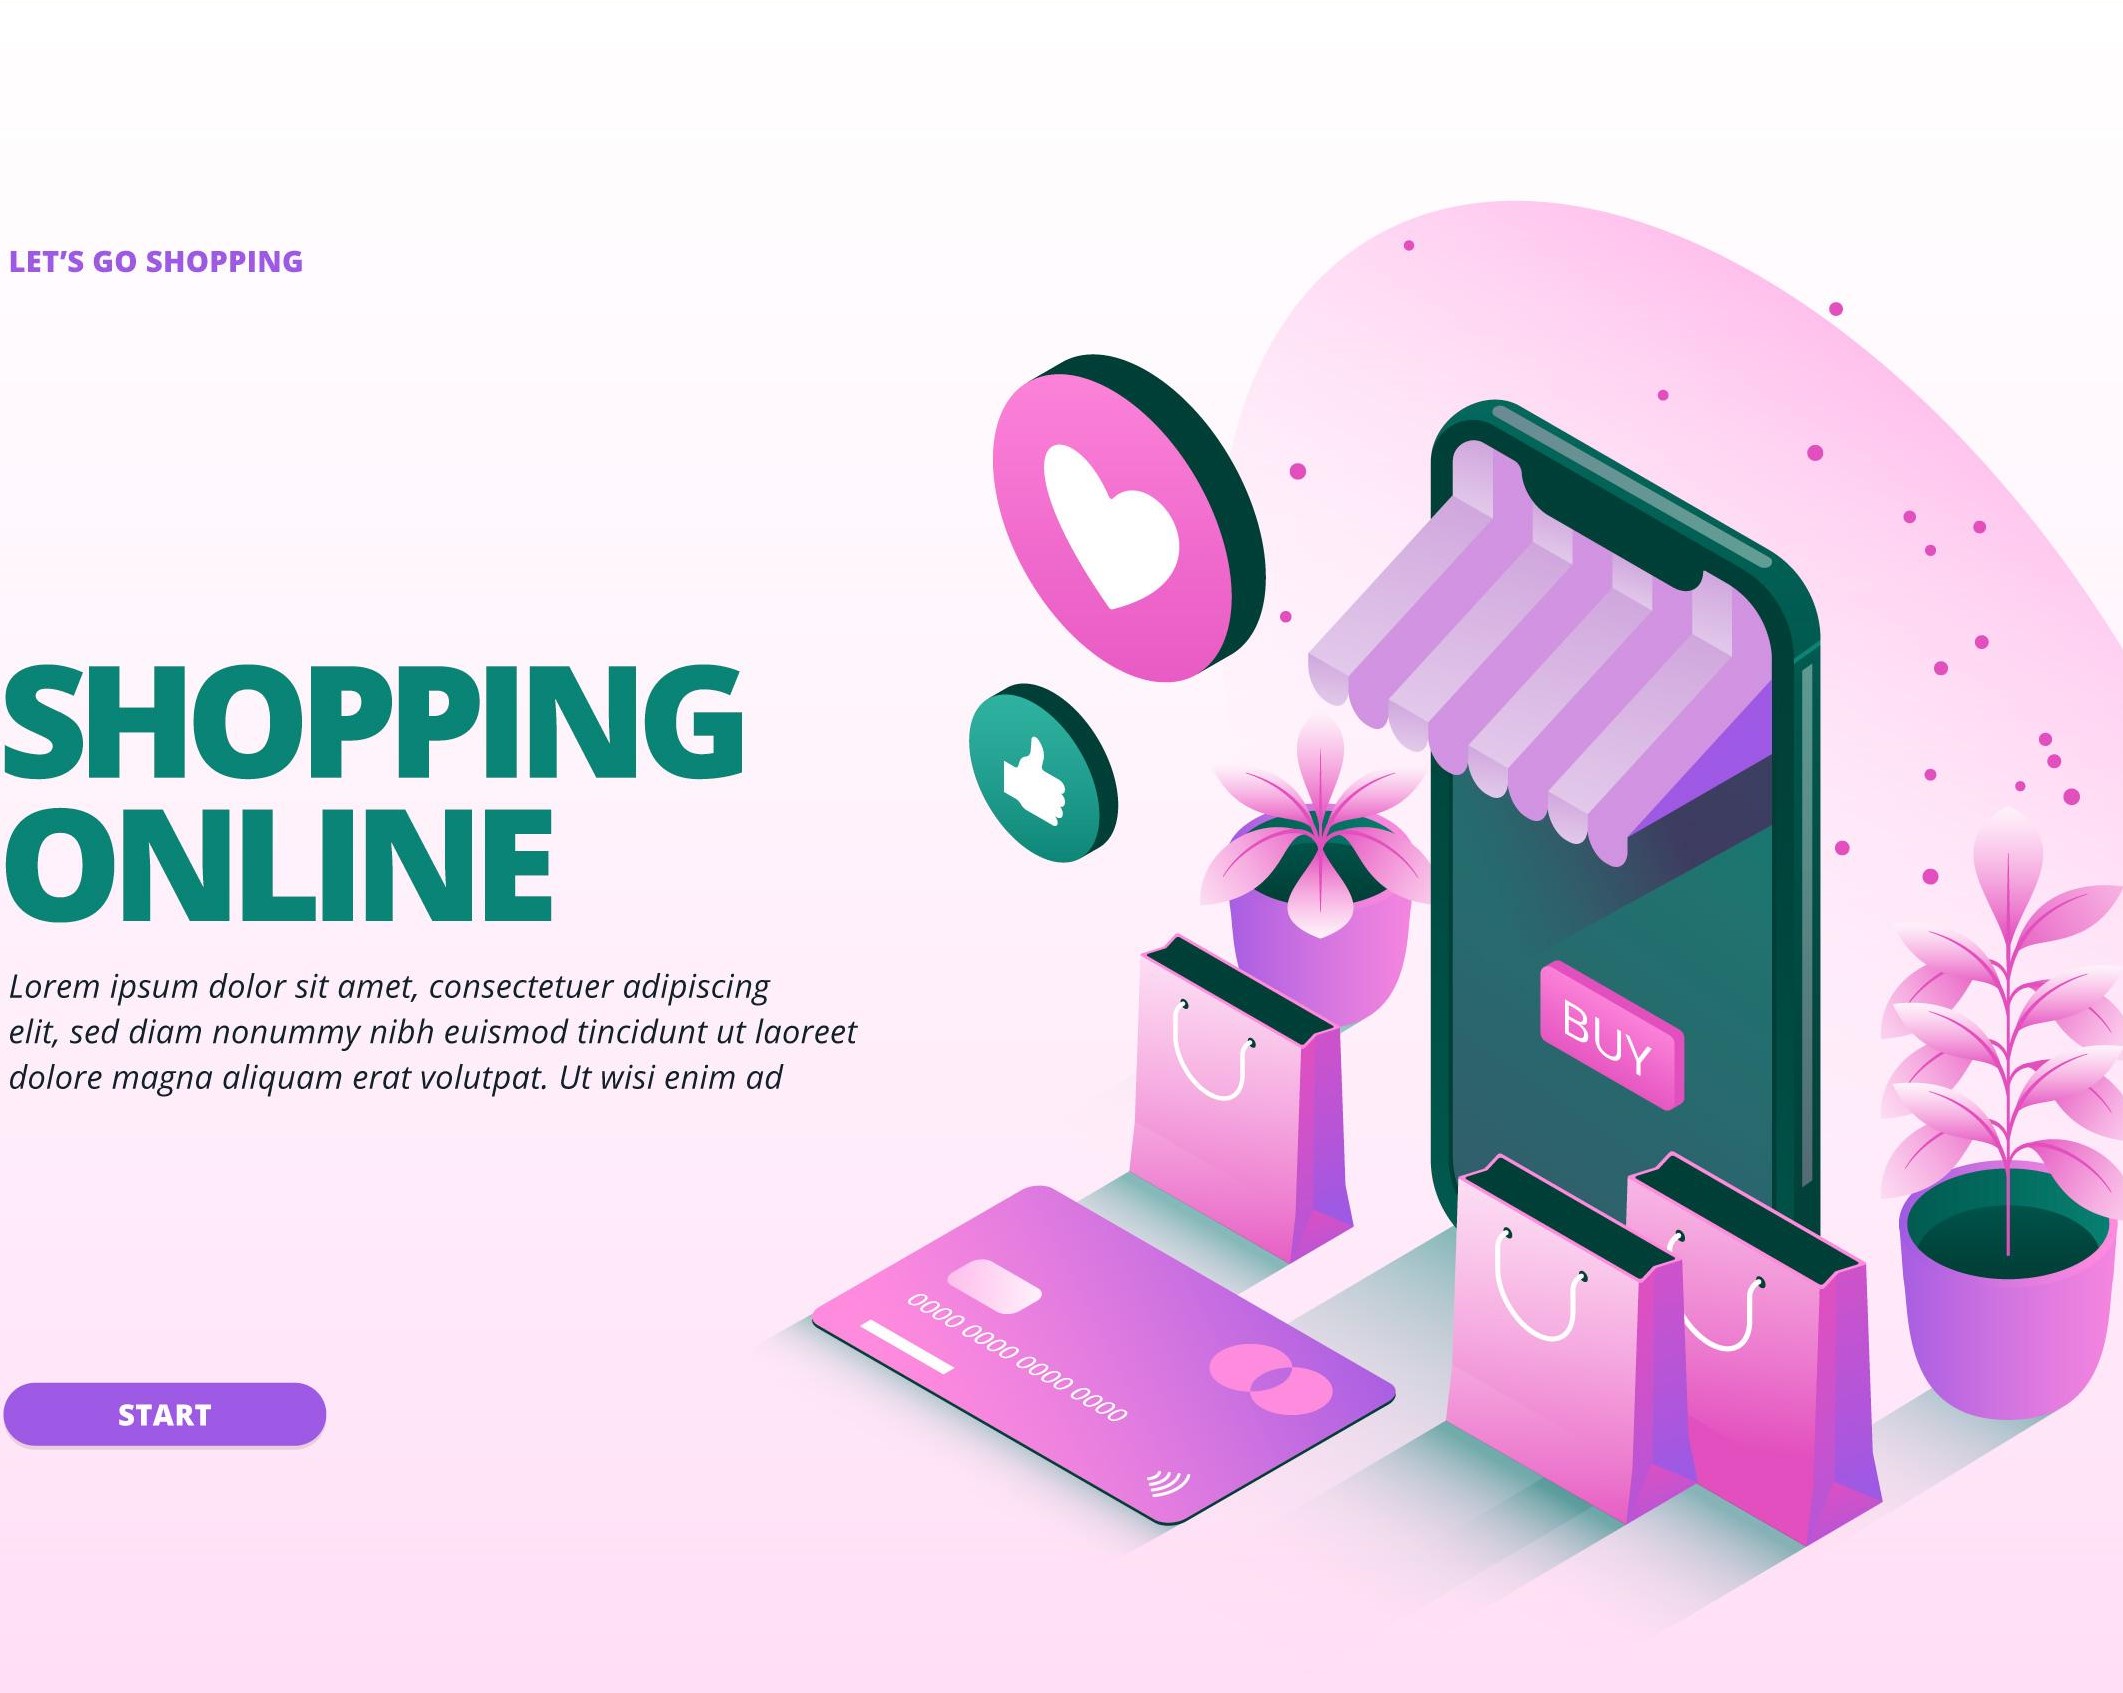 LET’S GO SHOPPING
SHOPPING
ONLINE
Lorem ipsum dolor sit amet, consectetuer adipiscing
elit, sed diam nonummy nibh euismod tincidunt ut laoreet
dolore magna aliquam erat volutpat. Ut wisi enim ad
START
BUY
0000 0000 0000 0000